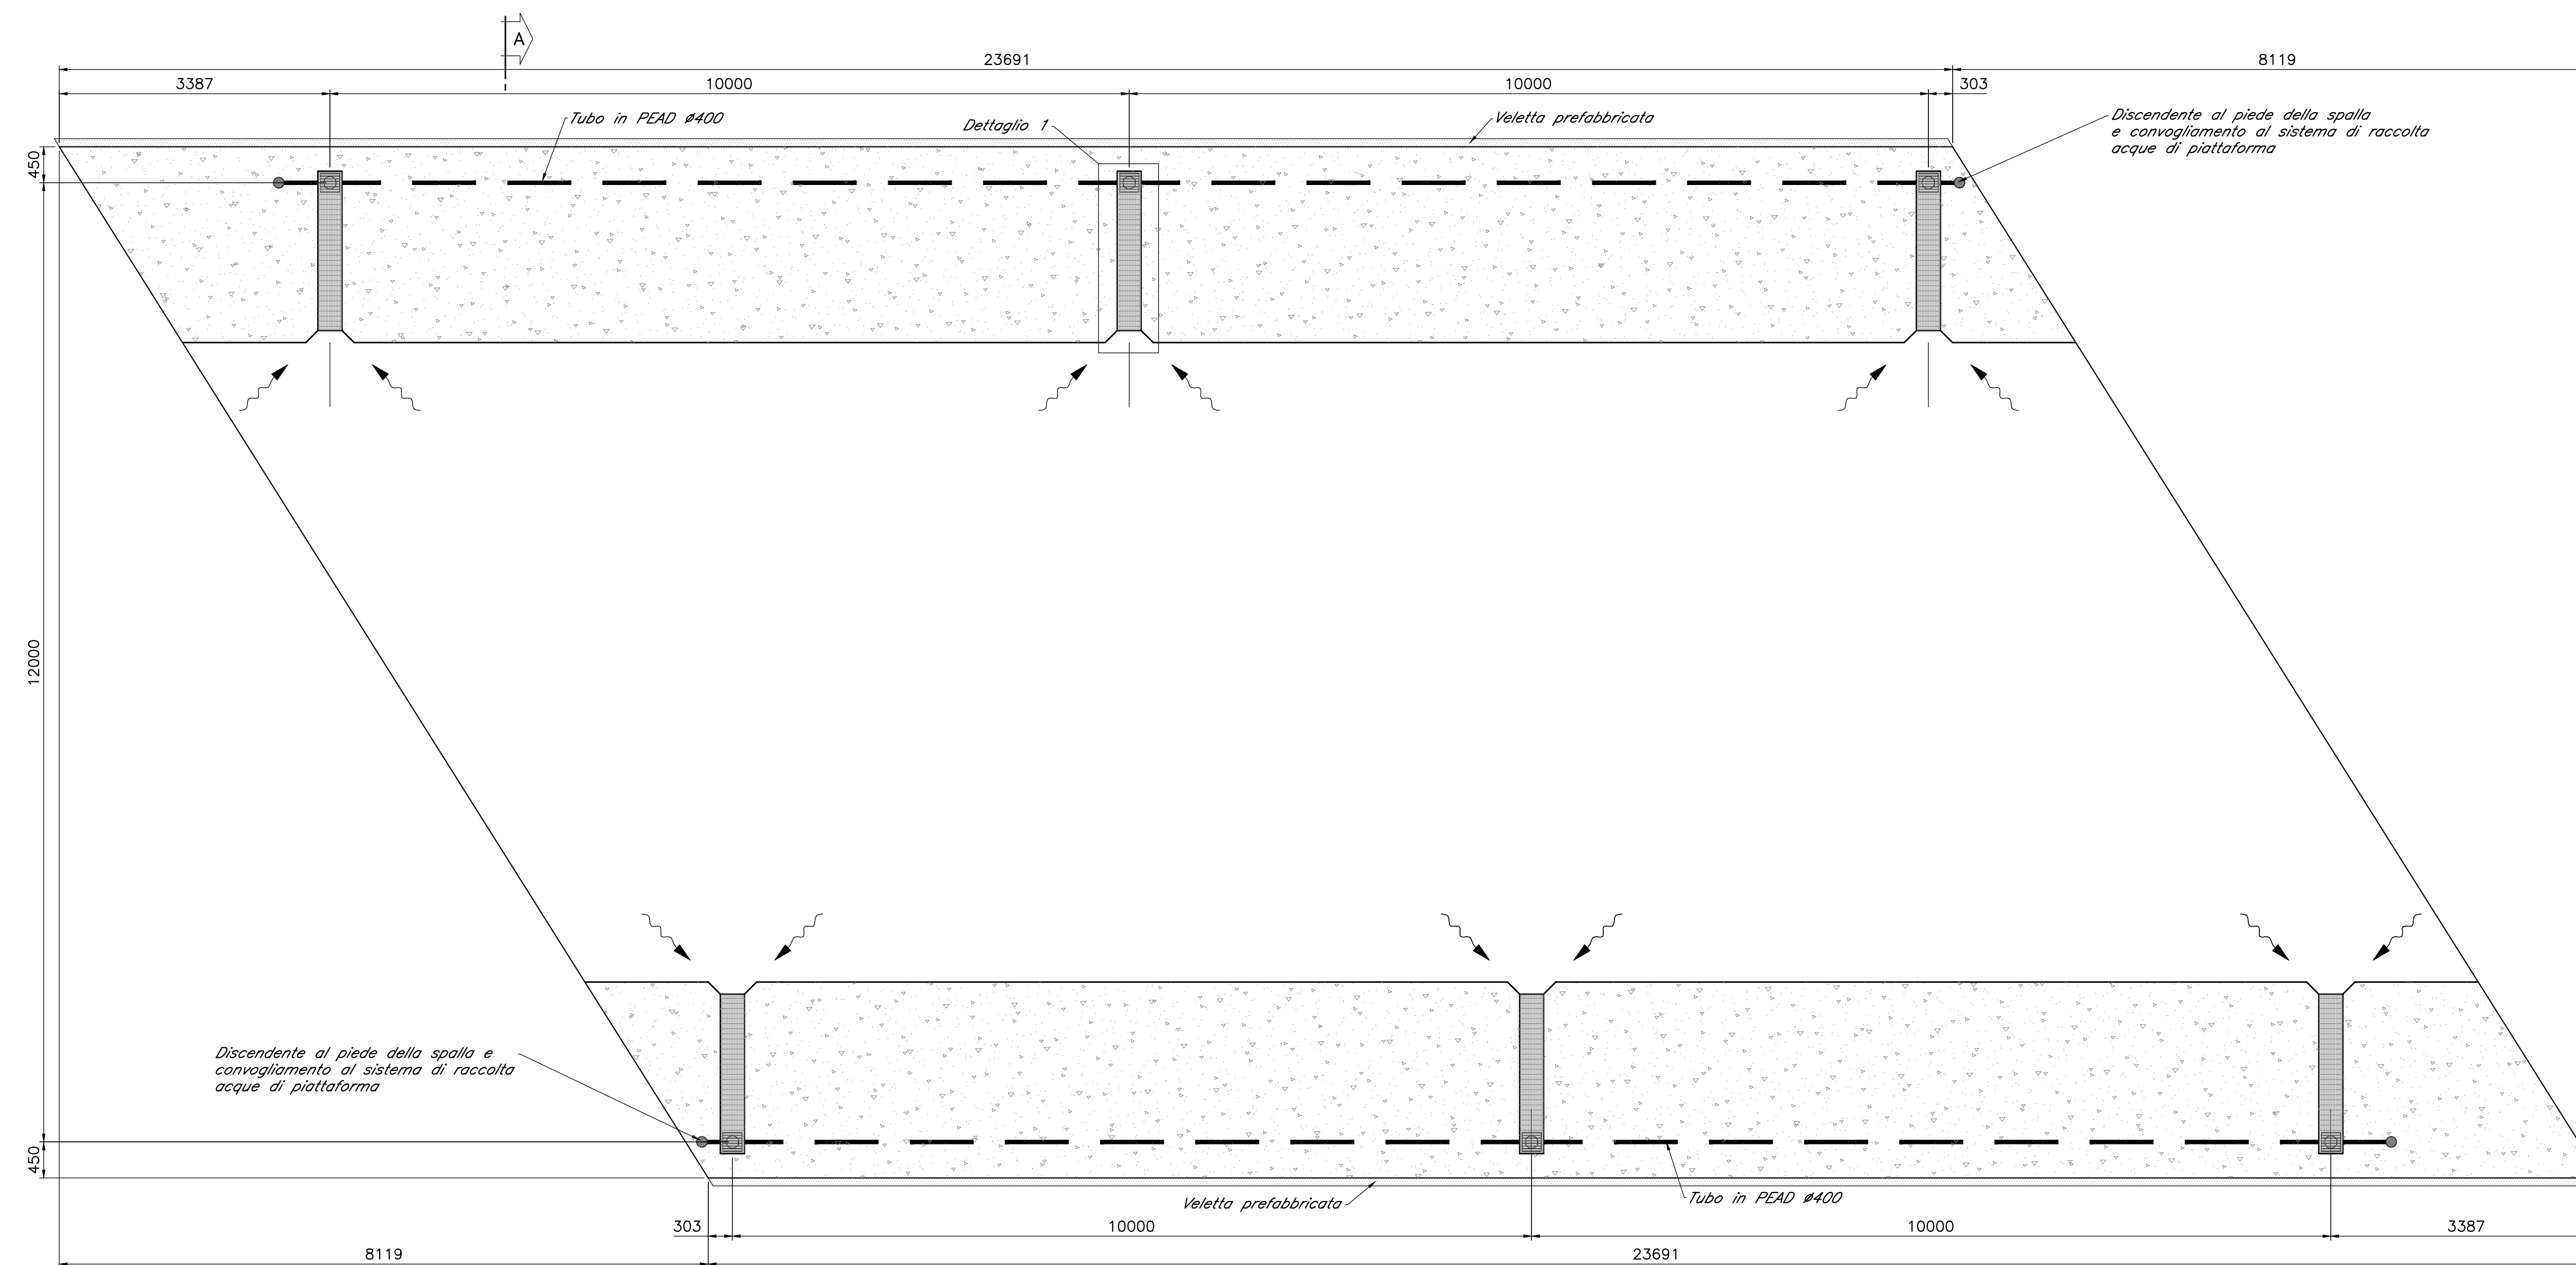 A
23691
8119
3387
10000
10000
303
Tubo in PEAD ø400
Dettaglio 1
Veletta prefabbricata
Discendente al piede della spalla
e convogliamento al sistema di raccolta
acque di piattaforma
450
12000
450
Discendente al piede della spalla e
convogliamento al sistema di raccolta
acque di piattaforma
Veletta prefabbricata
Tubo in PEAD ø400
303
10000
10000
3387
8119
23691